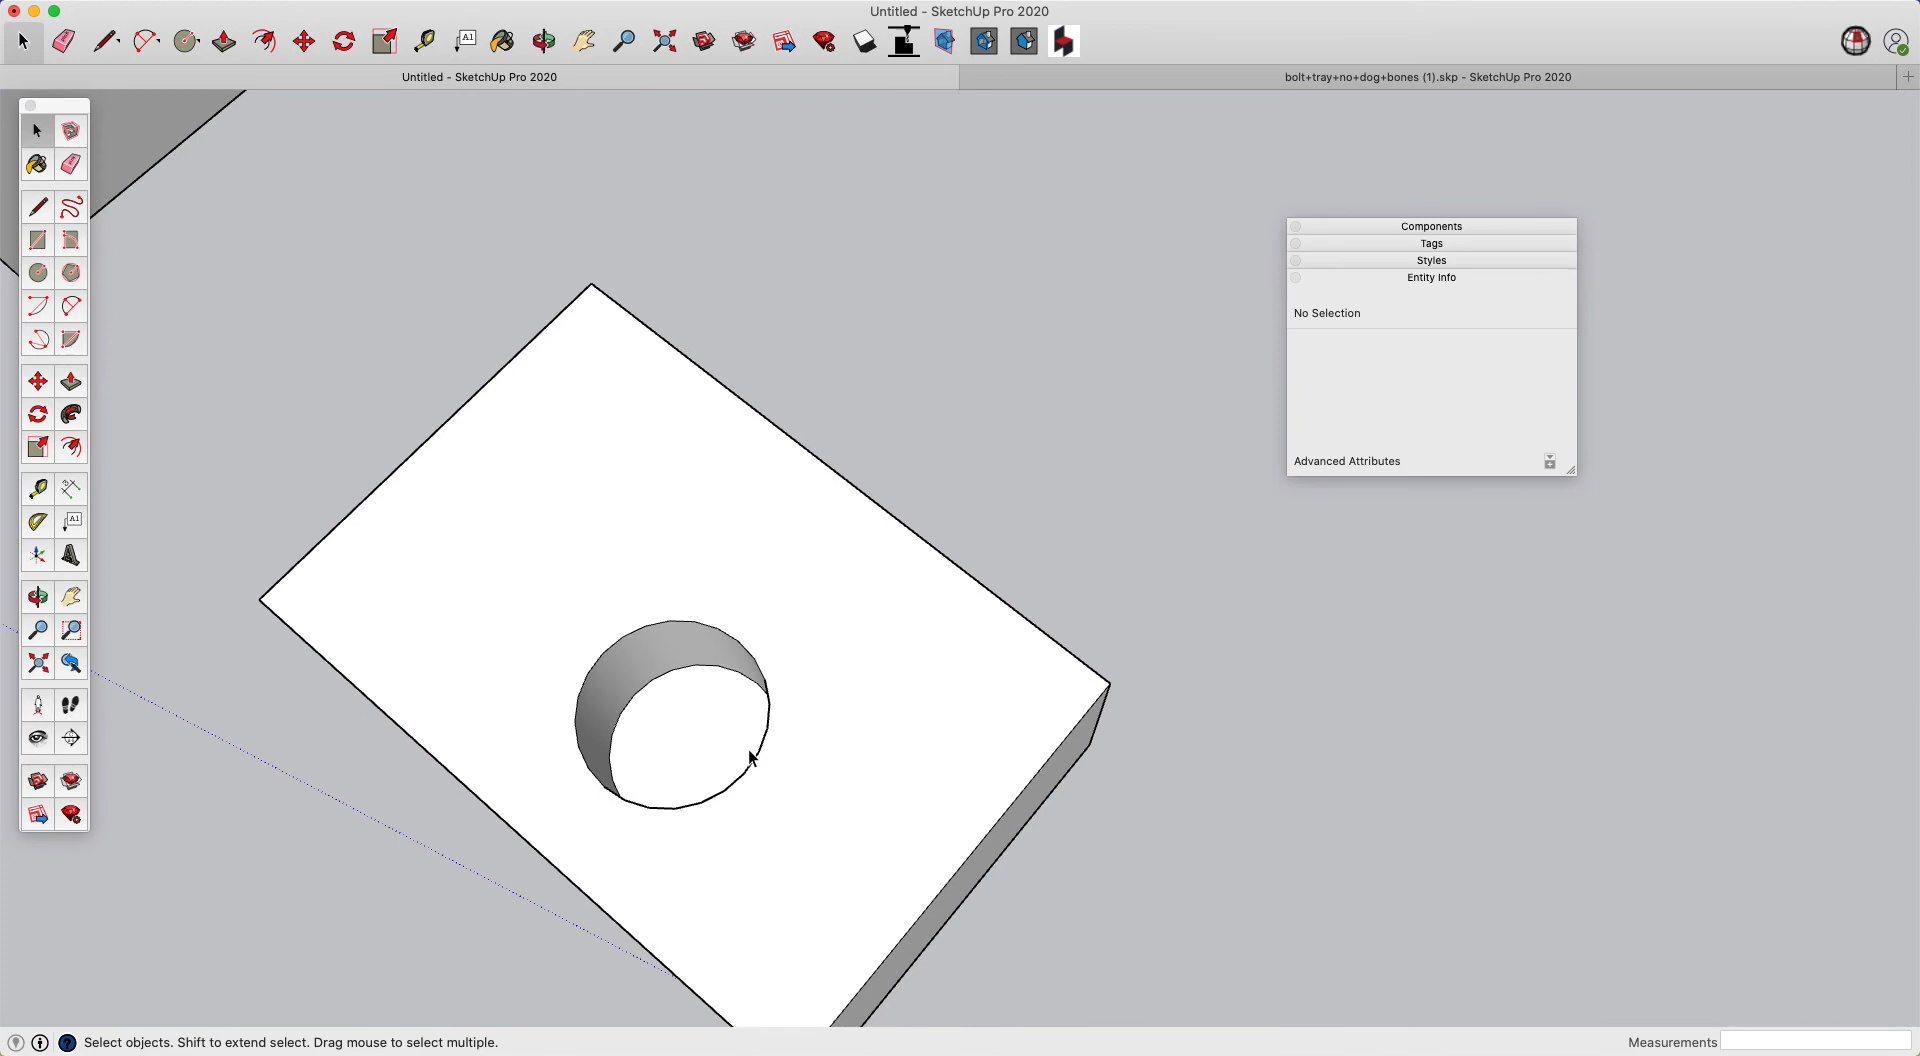 Untitled - SketchUp Pro 2020
A1
Untitled - SketchUp Pro 2020
bolt+tray+no+dog+bones (1).skp - SketchUp Pro 2020
Components
Tags
Styles
Entity Info
No Selection
Advanced Attributes
A1
Select objects. Shift to extend select. Drag mouse to select multiple.
Measurements